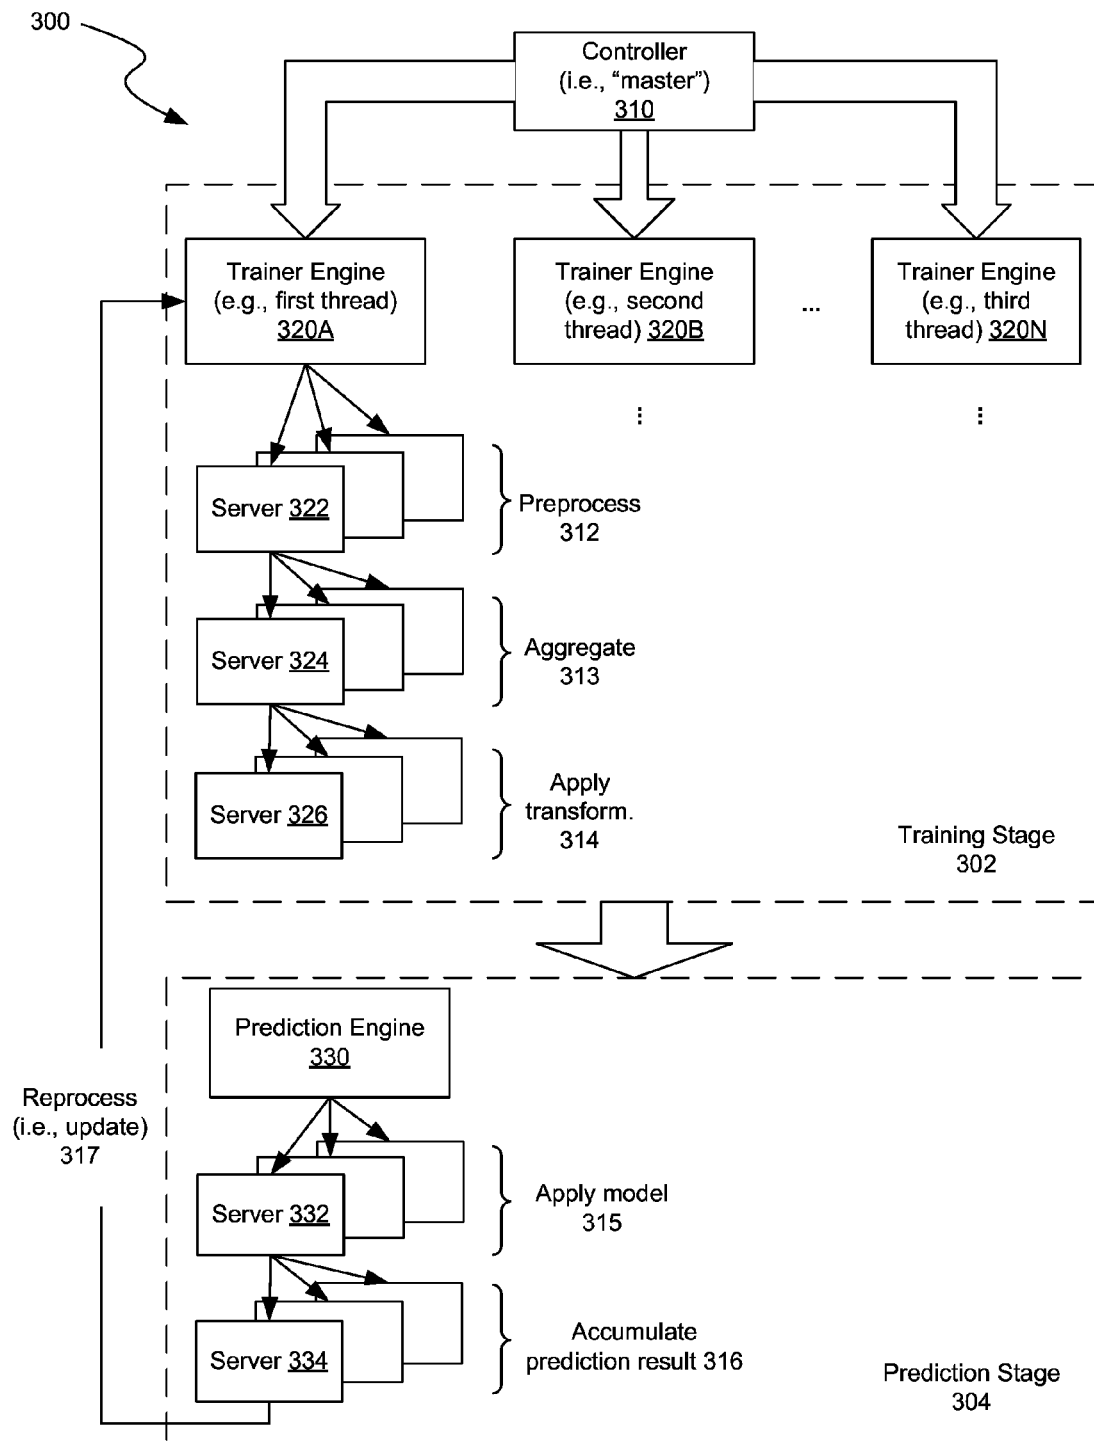 300
Controller
(i.e., “master”)
310
Trainer Engine
(e.g., first thread)
320A
Trainer Engine
(e.g., second
thread) 320B
...
Trainer Engine
(e.g., third
thread) 320N
...
...
Server 322
Preprocess
312
Server 324
Aggregate
313
Server 326
Apply
transform.
314
Training Stage
302
Prediction Engine
330
Reprocess
(i.e., update)
317
Server 332
Apply model
315
Server 334
Accumulate
prediction result 316
Prediction Stage
304